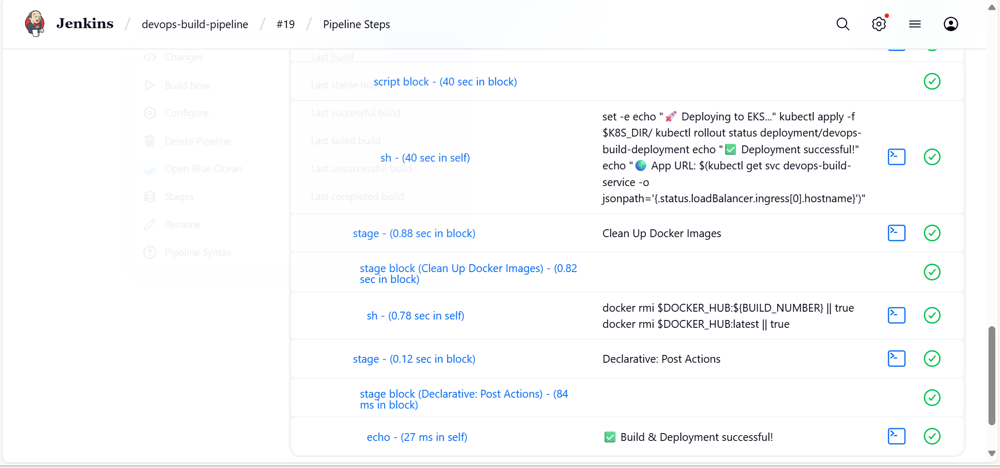 Jenkins / devops-build-pipeline / #19 / Pipeline Steps
Changes
Build Now
Configure
Delete Pipeline
Open Blue Ocean
Stages
Rename
Pipeline Syntax
Last build
Last stable build
Last successful build
Last failed build
Last unsuccessful build
Last completed build
script block - (40 sec in block)
sh - (40 sec in self)
set -e echo "🚀 Deploying to EKS..." kubectl apply -f
$K8S_DIR/ kubectl rollout status deployment/devops-
build-deployment echo "✅ Deployment successful!"
echo "🌍 App URL: $(kubectl get svc devops-build-
service -o
jsonpath='{.status.loadBalancer.ingress[0].hostname}')"
stage - (0.88 sec in block)
Clean Up Docker Images
stage block (Clean Up Docker Images) - (0.82
sec in block)
sh - (0.78 sec in self)
docker rmi $DOCKER_HUB:${BUILD_NUMBER} || true
docker rmi $DOCKER_HUB:latest || true
stage - (0.12 sec in block)
Declarative: Post Actions
stage block (Declarative: Post Actions) - (84
ms in block)
echo - (27 ms in self)
✅ Build & Deployment successful!